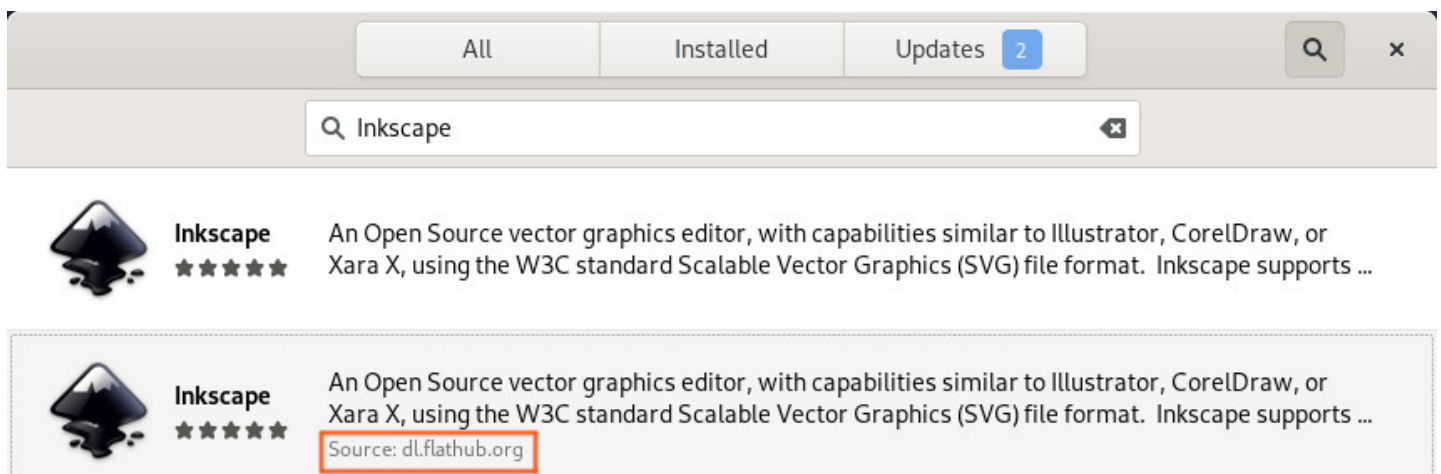 All Installed Updates 2
Inkscape
Inkscape
An Open Source vector graphics editor, with capabilities similar to Illustrator, CorelDraw, or
Xara X, using the W3C standard Scalable Vector Graphics (SVG) file format.  Inkscape supports ...
Inkscape
An Open Source vector graphics editor, with capabilities similar to Illustrator, CorelDraw, or
Xara X, using the W3C standard Scalable Vector Graphics (SVG) file format.  Inkscape supports ...
Source: dl.flathub.org